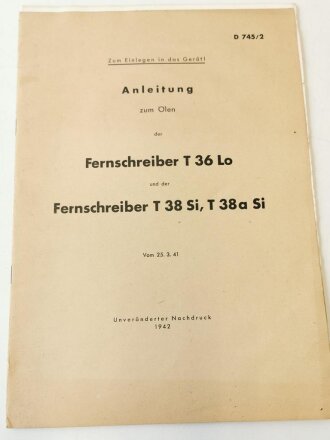 D 745/2
Zum Einlegen in das Gerät!
Anleitung
zum Ölen
der
Fernschreiber T 36 Lo
und der
Fernschreiber T 38 Si, T 38a Si
Vom 25. 3. 41
Unveränderter Nachdruck
1942